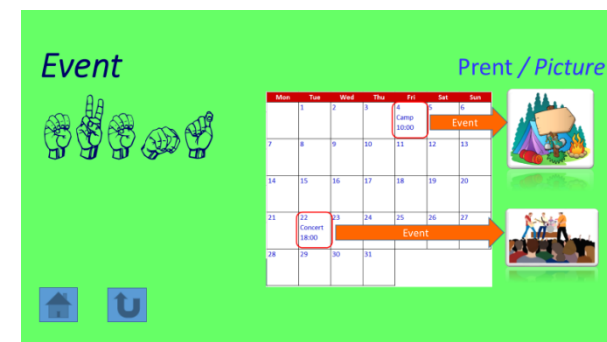 Event
Prent / Picture
Mon Tue Wed Thu Fri Sat Sun
1 2 3 4 5 6
Camp
10:00
Event
7 8 9 10 11 12 13
14 15 16 17 18 19 20
21 22 23 24 25 26 27
Concert
18:00
Event
28 29 30 31